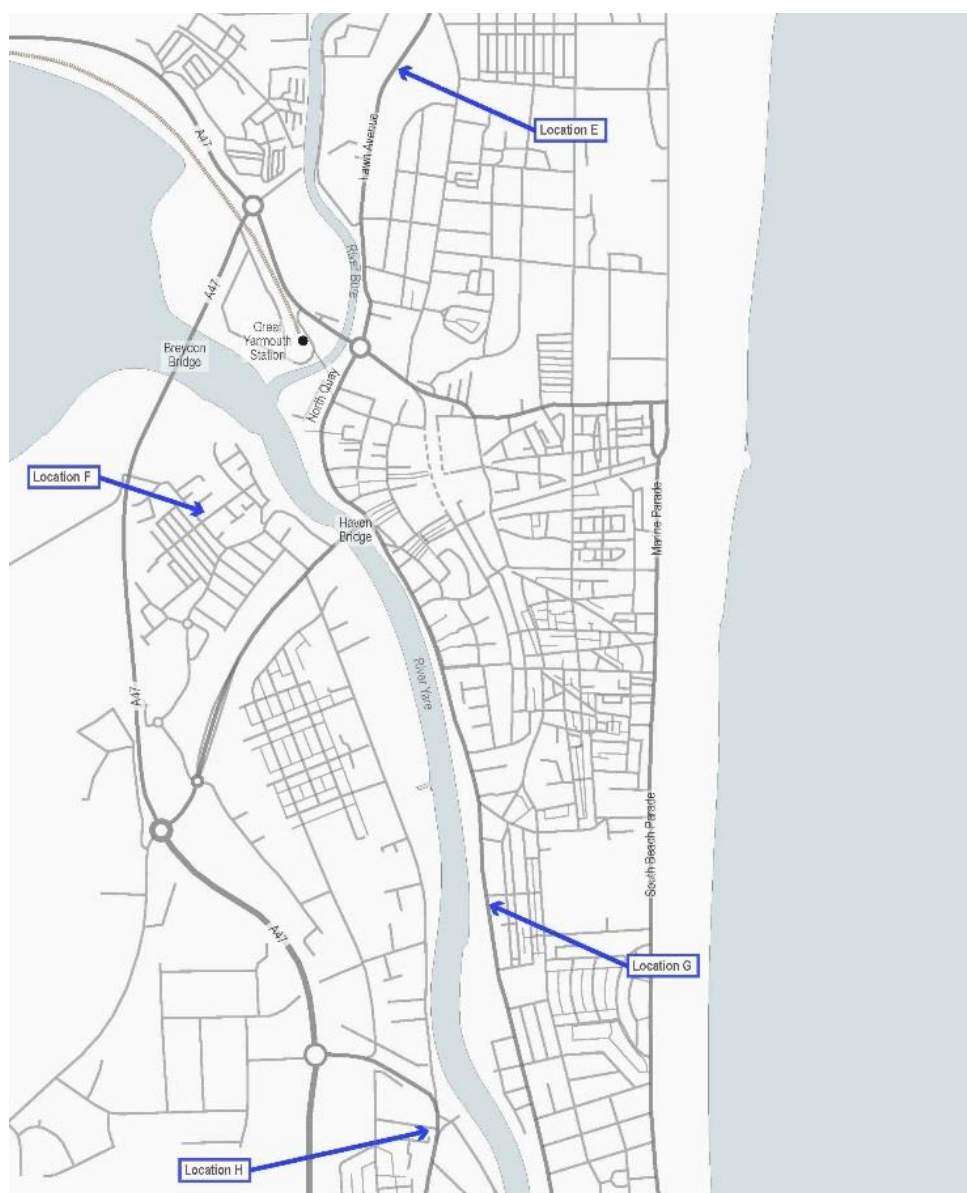 Location E
A47
Lawn Avenue
A47
River Bure
Great
Yarmouth
Station
Breydon
Bridge
North Quay
Location F
Haven
Bridge
Marine Parade
River Yare
A47
South Beach Parade
A47
Location G
Location H